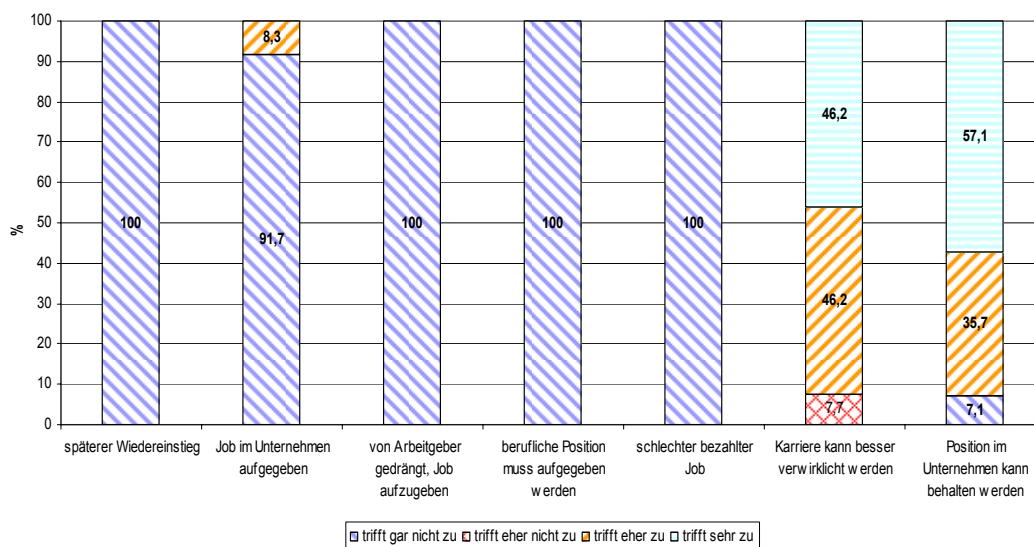 100
90
80
70
60
50
40
30
20
10
0
%
100
8,3
91,7
100
100
100
46,2
46,2
7,7
57,1
35,7
7,1
späterer Wiedereinstieg
Job im Unternehmen
aufgegeben
von Arbeitgeber
gedrängt, Job
aufzugeben
berufliche Position
muss aufgegeben
werden
schlechter bezahlter
Job
Karriere kann besser
verwirklicht werden
Position im
Unternehmen kann
behalten werden
trifft gar nicht zu trifft eher nicht zu trifft eher zu trifft sehr zu